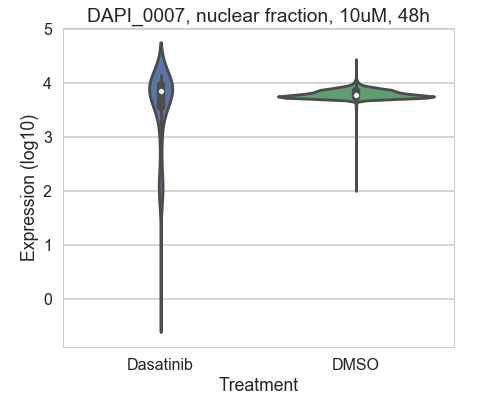 DAPI_0007, nuclear fraction, 10uM, 48h
5
4
3
2
1
0
Expression (log10)
Dasatinib
DMSO
Treatment